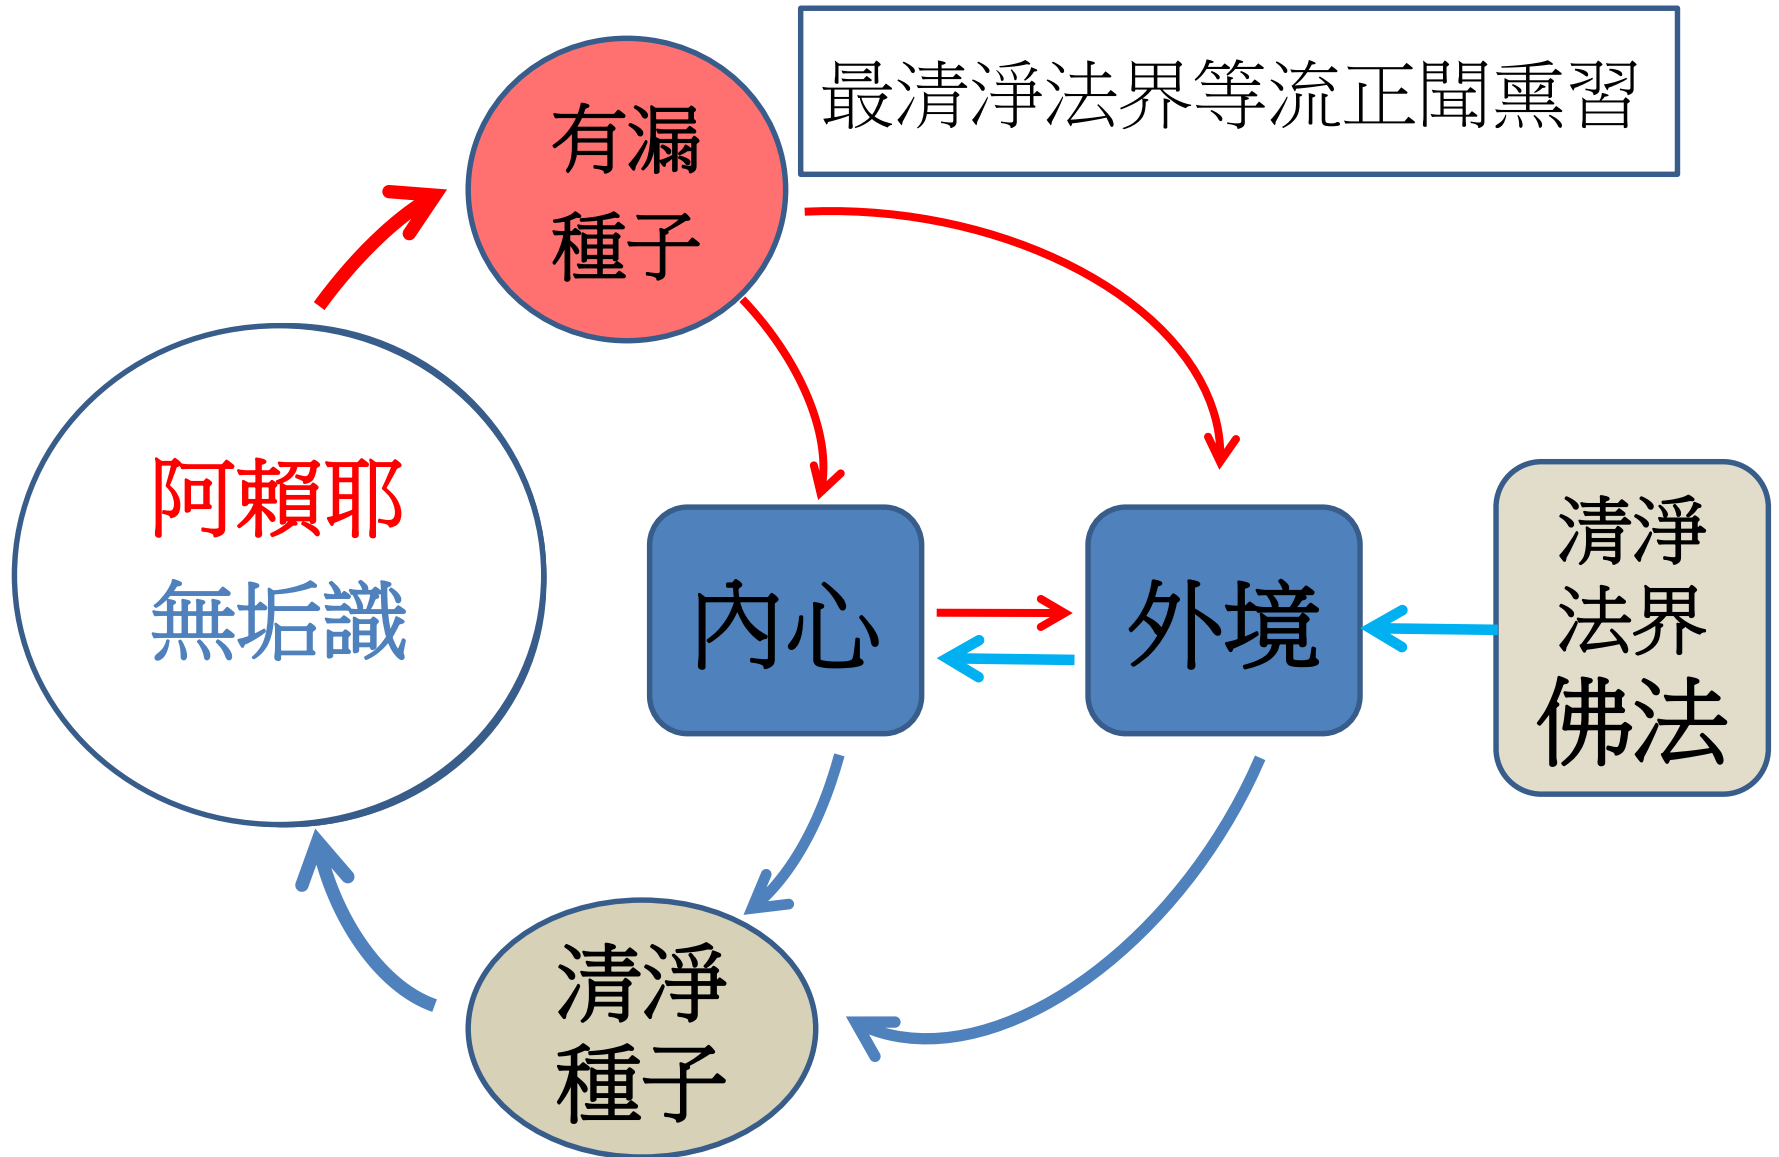 最清淨法界等流正聞熏習
有漏
種子
阿賴耶
無垢識
內心
外境
清淨
法界
佛法
清淨
種子